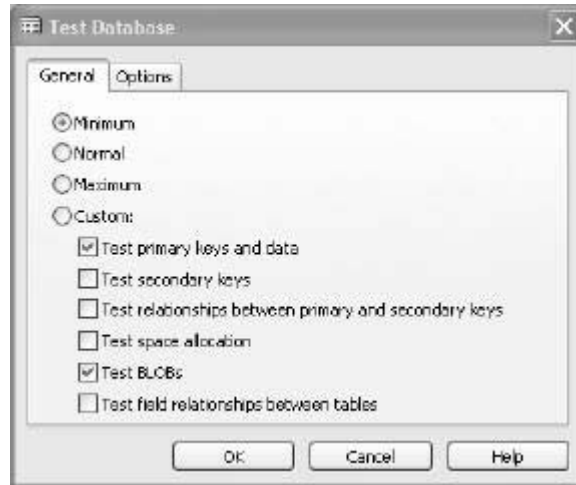 Test Database
General Options
Minimum
Normal
Maximum
Custom:
Test primary keys and data
Test secondary keys
Test relationships between primary and secondary keys
Test space allocation
Test BLOBs
Test field relationships between tables
OK Cancel Help